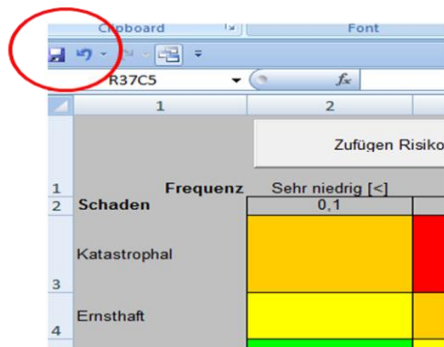 Clipboard Font
R37C5 fx
1 2
Zufügen Risiko
1 Frequenz Sehr niedrig [<]
2 Schaden 0,1
Katastrophal
3
Ernsthaft
4